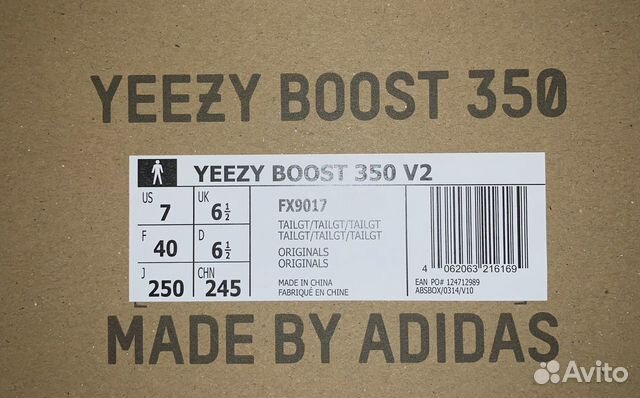 YEEZY BOOST 350
YEEZY BOOST 350 V2
US 7 UK 6½
F 40 D 6½
J 250 CHN 245
FX9017
TAILGT/TAILGT/TAILGT
TAILGT/TAILGT/TAILGT
ORIGINALS
ORIGINALS
MADE IN CHINA
FABRIQUÉ EN CHINE
4 062063 216169
EAN PO# 124712989
ABSBOX/0314/V10
MADE BY ADIDAS
Avito